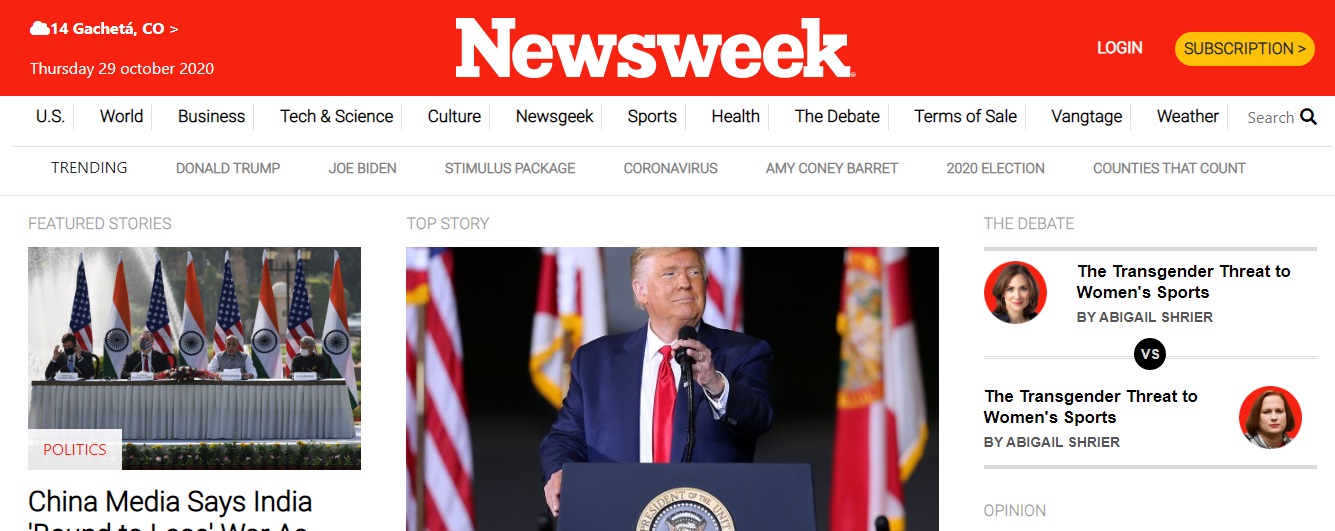 14 Gachetá, CO >
Thursday 29 october 2020
Newsweek
LOGIN
SUBSCRIPTION >
U.S.
World
Business
Tech & Science
Culture
Newsgeek
Sports
Health
The Debate
Terms of Sale
Vangtage
Weather
Search
TRENDING
DONALD TRUMP
JOE BIDEN
STIMULUS PACKAGE
CORONAVIRUS
AMY CONEY BARRET
2020 ELECTION
COUNTIES THAT COUNT
FEATURED STORIES
POLITICS
China Media Says India
'Bound to Lose' War As
TOP STORY
PRESIDENT OF THE UNIT
THE DEBATE
The Transgender Threat to
Women's Sports
BY ABIGAIL SHRIER
VS
The Transgender Threat to
Women's Sports
BY ABIGAIL SHRIER
OPINION